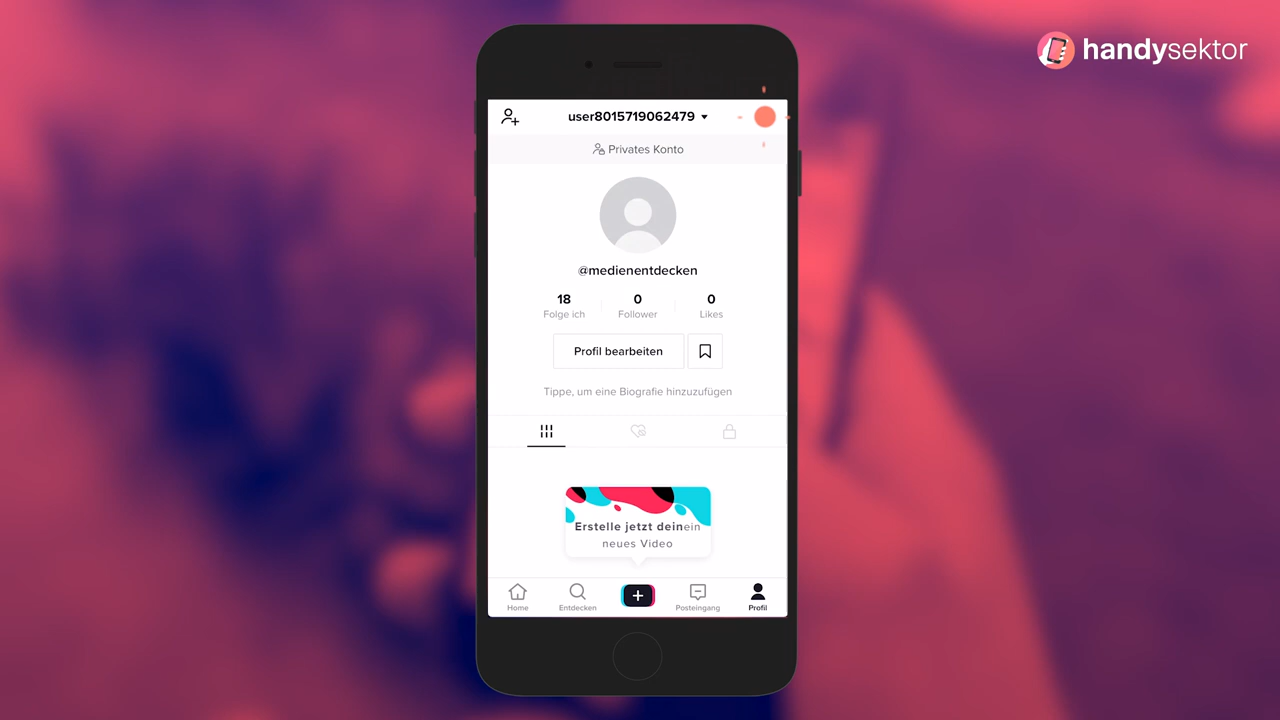 handysektor
user8015719062479
Privates Konto
@medienentdecken
18 0 0
Folge ich Follower Likes
Profil bearbeiten
Tippe, um eine Biografie hinzuzufügen
Erstelle jetzt deinein
neues Video
Home Entdecken Posteingang Profil